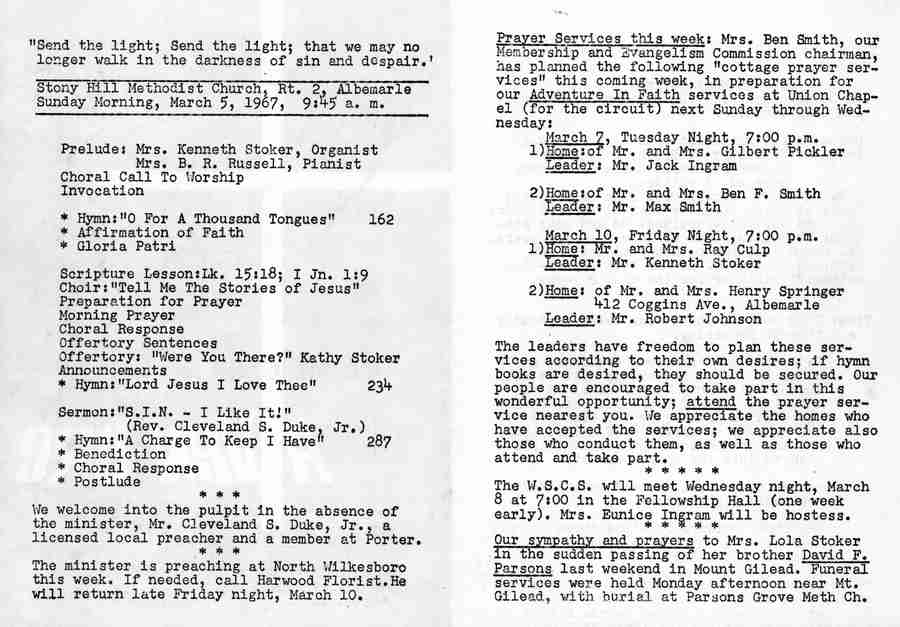 "Send the light; Send the light; that we may no
longer walk in the darkness of sin and despair.'
Stony Hill Methodist Church, Rt. 2, Albemarle
Sunday Morning, March 5, 1967, 9:45 a. m.
Prelude: Mrs. Kenneth Stoker, Organist
Mrs. B. R. Russell, Pianist
Choral Call To Worship
Invocation
* Hymn:"O For A Thousand Tongues" 162
* Affirmation of Faith
* Gloria Patri
Scripture Lesson:Lk. 15:18; I Jn. 1:9
Choir:"Tell Me The Stories of Jesus"
Preparation for Prayer
Morning Prayer
Choral Response
Offertory Sentences
Offertory: "Were You There?" Kathy Stoker
Announcements
* Hymn:"Lord Jesus I Love Thee" 234
Sermon:"S.I.N. - I Like It!"
(Rev. Cleveland S. Duke, Jr.)
* Hymn:"A Charge To Keep I Have" 287
* Benediction
* Choral Response
* Postlude
* * *
We welcome into the pulpit in the absence of
the minister, Mr. Cleveland S. Duke, Jr., a
licensed local preacher and a member at Porter.
* * *
The minister is preaching at North Wilkesboro
this week. If needed, call Harwood Florist.He
will return late Friday night, March 10.
Prayer Services this week: Mrs. Ben Smith, our
Membership and Evangelism Commission chairman,
has planned the following "cottage prayer ser-
vices" this coming week, in preparation for
our Adventure In Faith services at Union Chap-
el (for the circuit) next Sunday through Wed-
nesday:
March 7, Tuesday Night, 7:00 p.m.
1)Home:of Mr. and Mrs. Gilbert Pickler
Leader: Mr. Jack Ingram
2)Home:of Mr. and Mrs. Ben F. Smith
Leader: Mr. Max Smith
March 10, Friday Night, 7:00 p.m.
1)Home: Mr. and Mrs. Ray Culp
Leader: Mr. Kenneth Stoker
2)Home: of Mr. and Mrs. Henry Springer
412 Coggins Ave., Albemarle
Leader: Mr. Robert Johnson
The leaders have freedom to plan these ser-
vices according to their own desires; if hymn
books are desired, they should be secured. Our
people are encouraged to take part in this
wonderful opportunity; attend the prayer ser-
vice nearest you. We appreciate the homes who
have accepted the services; we appreciate also
those who conduct them, as well as those who
attend and take part.
* * * * *
The W.S.C.S. will meet Wednesday night, March
8 at 7:00 in the Fellowship Hall (one week
early). Mrs. Eunice Ingram will be hostess.
* * * * *
Our sympathy and prayers to Mrs. Lola Stoker
in the sudden passing of her brother David F.
Parsons last weekend in Mount Gilead. Funeral
services were held Monday afternoon near Mt.
Gilead, with burial at Parsons Grove Meth Ch.